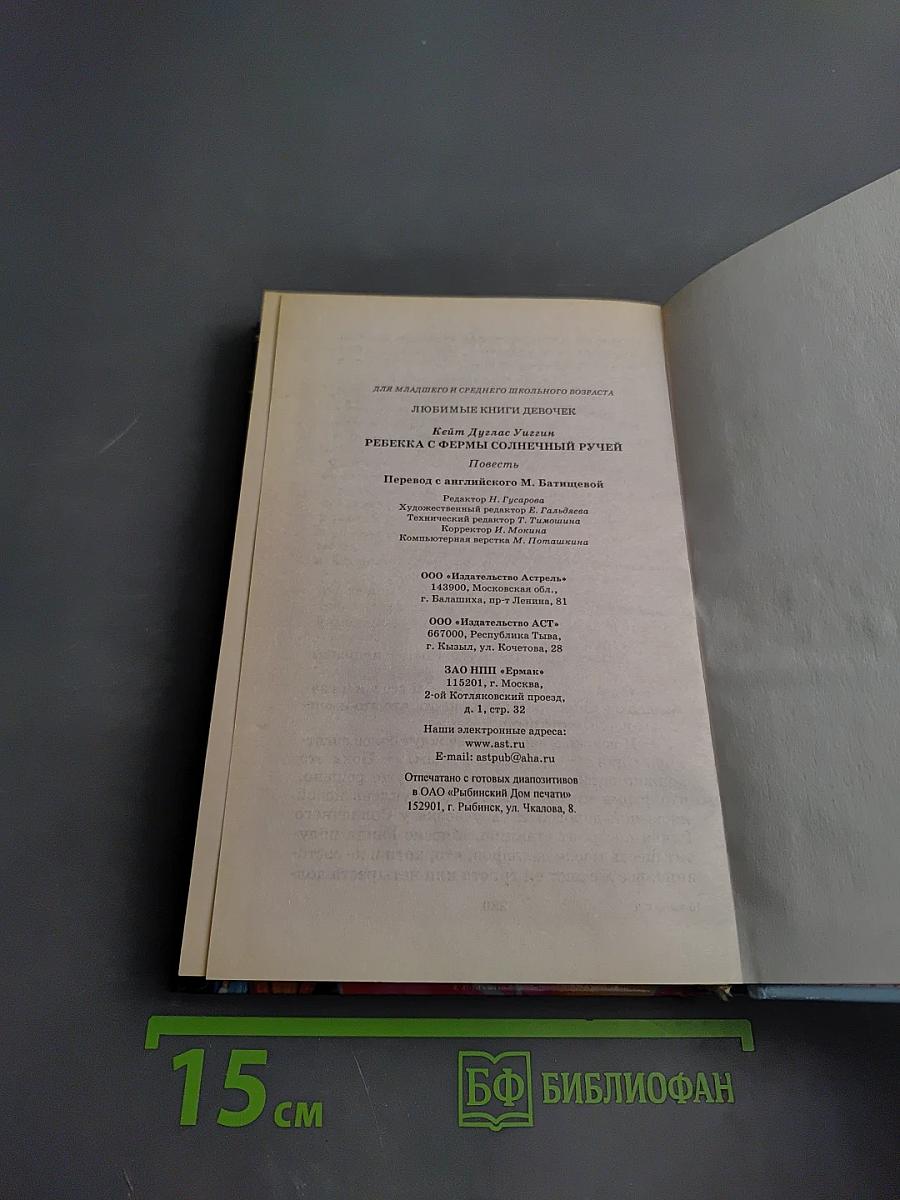 ДЛЯ МЛАДШЕГО И СРЕДНЕГО ШКОЛЬНОГО ВОЗРАСТА
ЛЮБИМЫЕ КНИГИ ДЕВОЧЕК
Кейт Дуглас Уиггин
РЕБЕККА С ФЕРМЫ СОЛНЕЧНЫЙ РУЧЕЙ
Повесть
Перевод с английского М. Батищевой
Редактор Н. Гусарова
Художественный редактор Е. Гальдяева
Технический редактор Т. Тимошина
Корректор И. Мокина
Компьютерная верстка М. Поташкина
ООО «Издательство Астрель»
143900, Московская обл.,
г. Балашиха, пр-т Ленина, 81
ООО «Издательство АСТ»
667000, Республика Тыва,
г. Кызыл, ул. Кочетова, 28
ЗАО НПП «Ермак»
115201, г. Москва,
2-ой Котляковский проезд,
д. 1, стр. 32
Наши электронные адреса:
www.ast.ru
E-mail: astpub@aha.ru
Отпечатано с готовых диапозитивов
в ОАО «Рыбинский Дом печати»
152901, г. Рыбинск, ул. Чкалова, 8.
15 см
БФ БИБЛИОФАН